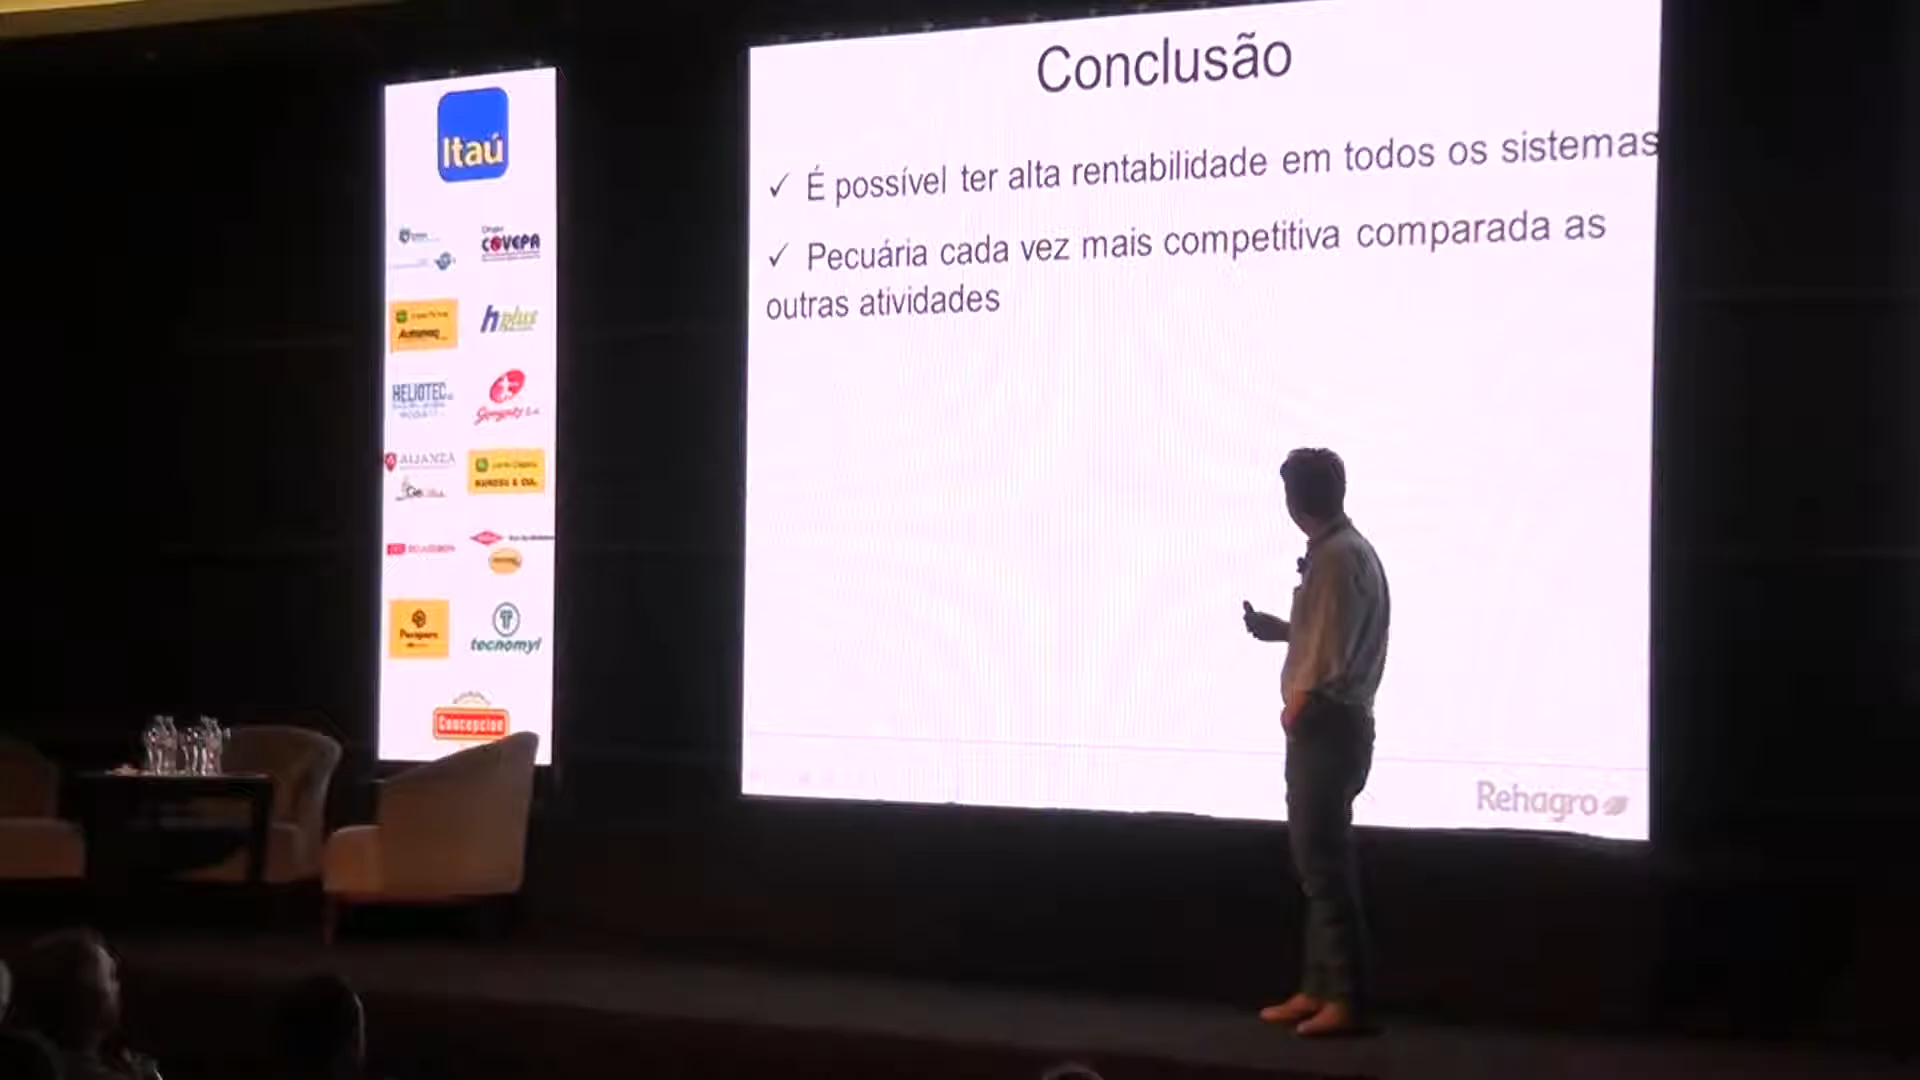 Conclusão
✓ É possível ter alta rentabilidade em todos os sistemas
✓ Pecuária cada vez mais competitiva comparada as
outras atividades
Rehagro
Itaú
COVEPA
Automaq
hplus
HELIOTEC
ALIANZA
tecnomyl
Concepcion